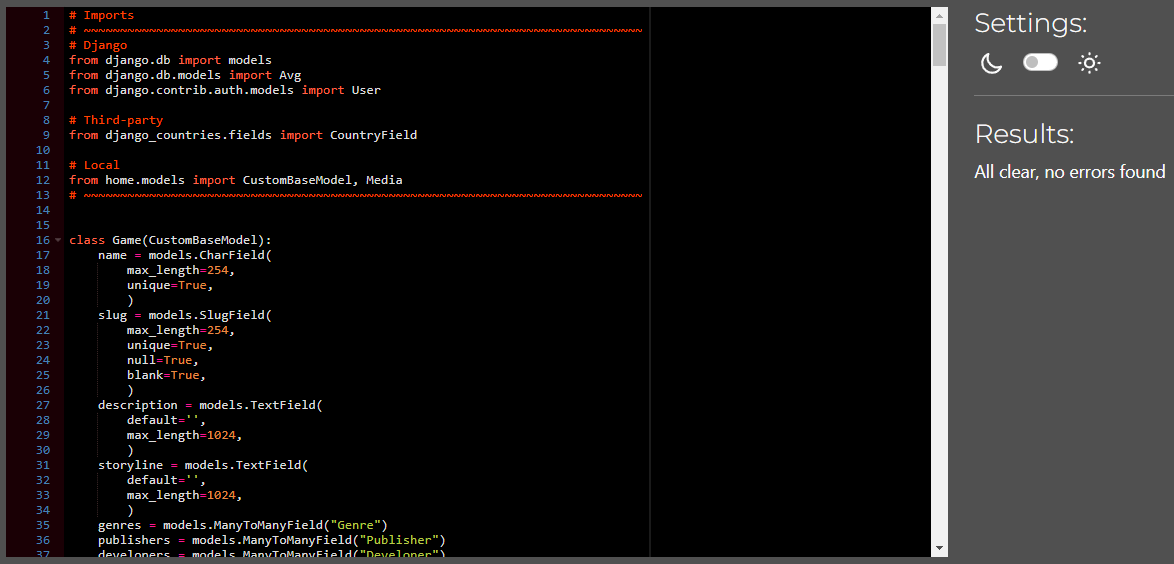 1 # Imports
2 # ~~~~~~~~~~~~~~~~~~~~~~~~~~~~~~~~~~~~~~~~~~~~~~~~~~~~~~~~~~~~~~~~~~~~~~~~~~~~~
3 # Django
4 from django.db import models
5 from django.db.models import Avg
6 from django.contrib.auth.models import User
7
8 # Third-party
9 from django_countries.fields import CountryField
10
11 # Local
12 from home.models import CustomBaseModel, Media
13 # ~~~~~~~~~~~~~~~~~~~~~~~~~~~~~~~~~~~~~~~~~~~~~~~~~~~~~~~~~~~~~~~~~~~~~~~~~~~~~
14
15
16 class Game(CustomBaseModel):
17     name = models.CharField(
18         max_length=254,
19         unique=True,
20         )
21     slug = models.SlugField(
22         max_length=254,
23         unique=True,
24         null=True,
25         blank=True,
26         )
27     description = models.TextField(
28         default='',
29         max_length=1024,
30         )
31     storyline = models.TextField(
32         default='',
33         max_length=1024,
34         )
35     genres = models.ManyToManyField("Genre")
36     publishers = models.ManyToManyField("Publisher")
37     developers = models.ManyToManyField("Developer")
Settings:
Results:
All clear, no errors found